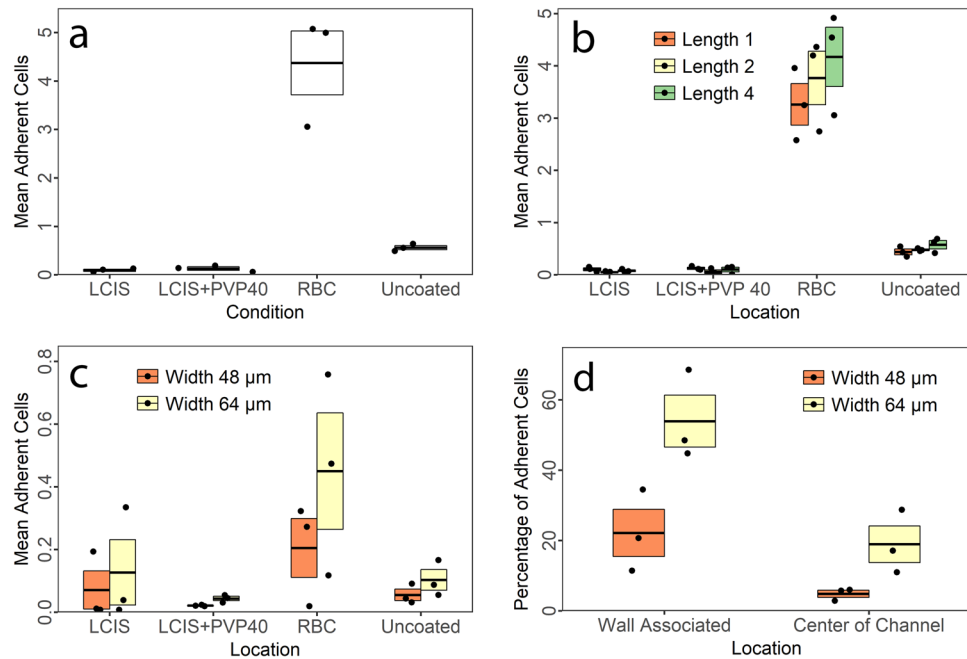 a
Mean Adherent Cells
5
4
3
2
1
0
LCIS LCIS+PVP40 RBC Uncoated
Condition
b
Length 1
Length 2
Length 4
Mean Adherent Cells
5
4
3
2
1
0
LCIS LCIS+PVP 40 RBC Uncoated
Location
c
Width 48 µm
Width 64 µm
Mean Adherent Cells
0.8
0.6
0.4
0.2
0.0
LCIS LCIS+PVP40 RBC Uncoated
Location
d
Width 48 µm
Width 64 µm
Percentage of Adherent Cells
60
40
20
0
Wall Associated Center of Channel
Location